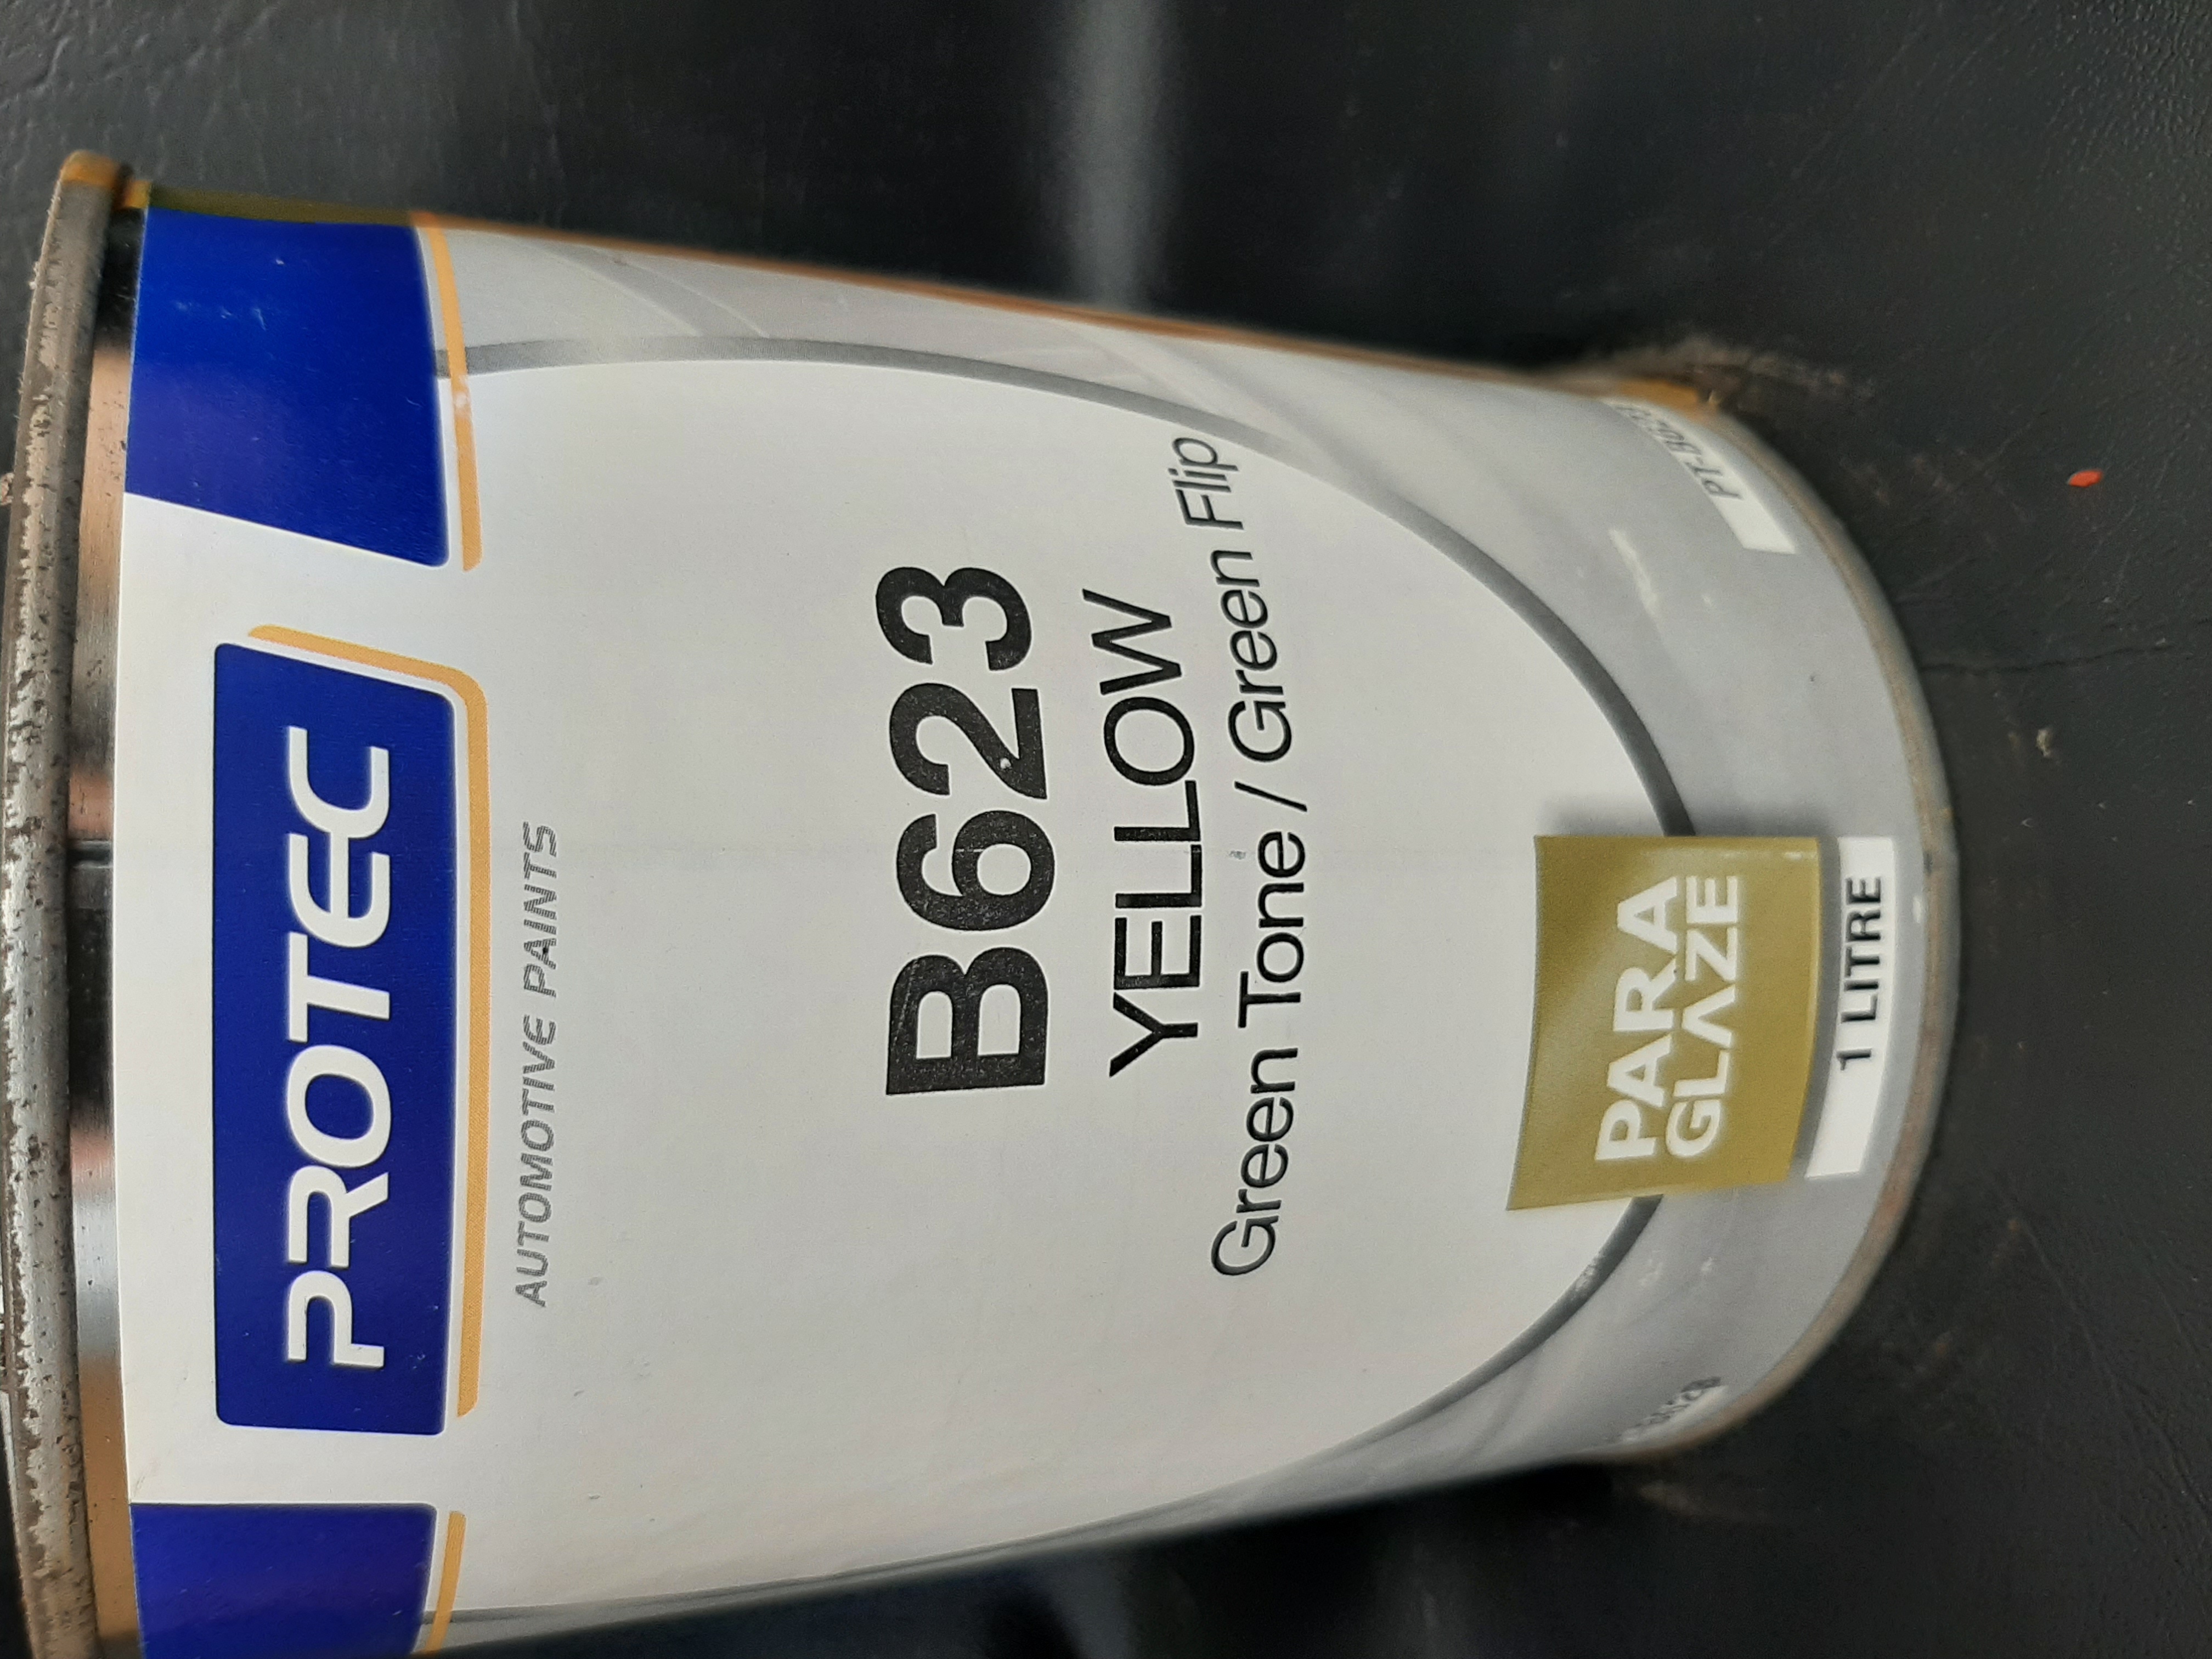 PROTEC
AUTOMOTIVE PAINTS
B623
YELLOW
Green Tone / Green Flip
PARA
GLAZE
1 LITRE